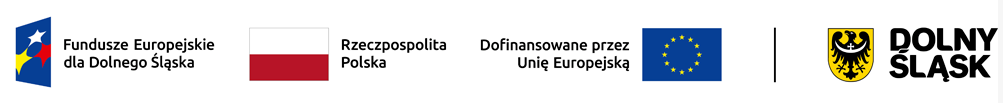 Fundusze Europejskie
dla Dolnego Śląska
Rzeczpospolita
Polska
Dofinansowane przez
Unię Europejską
DOLNY
ŚLĄSK